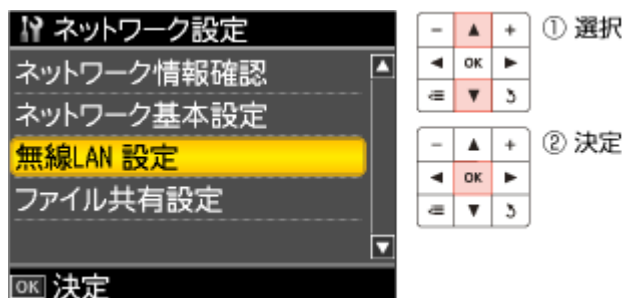 ネットワーク設定
ネットワーク情報確認
ネットワーク基本設定
無線LAN 設定
ファイル共有設定
OK 決定
① 選択
- ▲ +
◀ OK ▶
▼
② 決定
- ▲ +
◀ OK ▶
▼